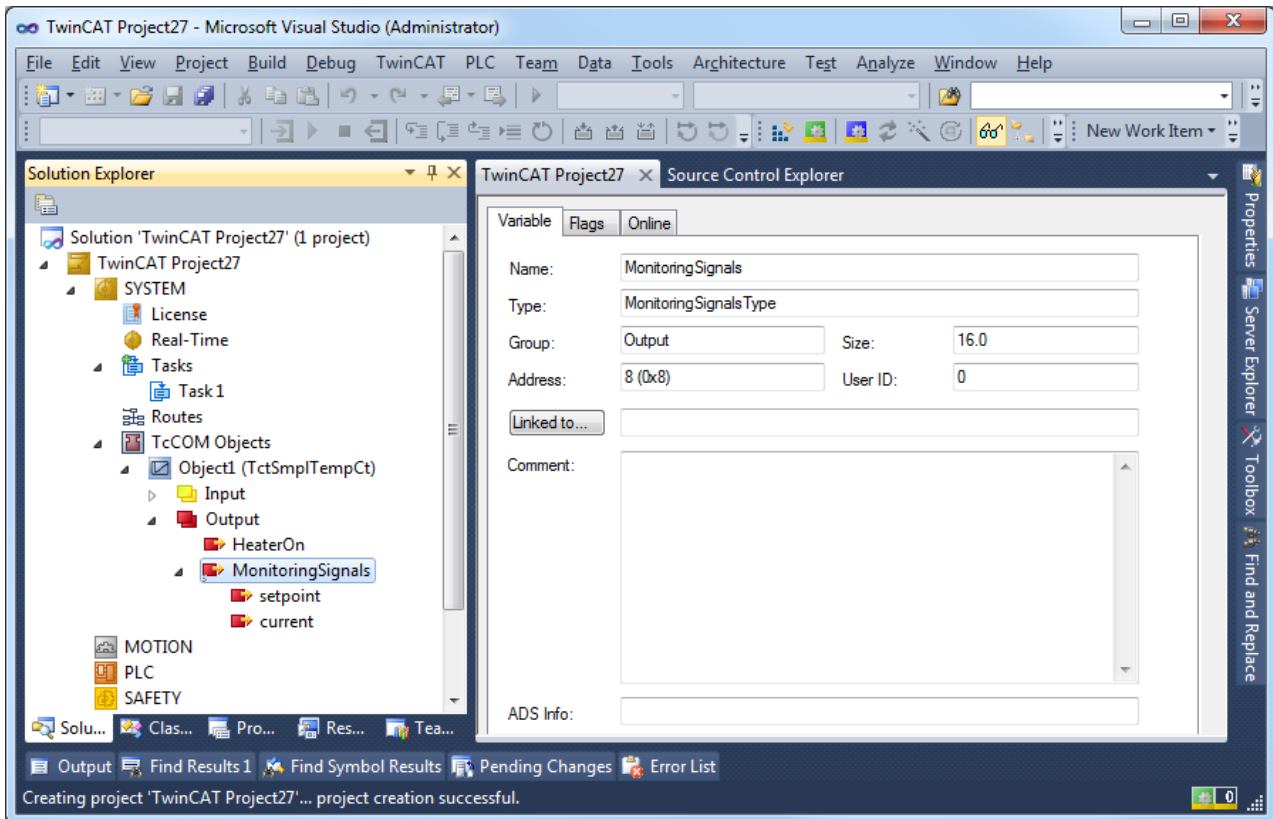 TwinCAT Project27 - Microsoft Visual Studio (Administrator)
File Edit View Project Build Debug TwinCAT PLC Team Data Tools Architecture Test Analyze Window Help
New Work Item
Solution Explorer
Solution 'TwinCAT Project27' (1 project)
TwinCAT Project27
SYSTEM
License
Real-Time
Tasks
Task 1
Routes
TcCOM Objects
Object1 (TctSmplTempCt)
Input
Output
HeaterOn
MonitoringSignals
setpoint
current
MOTION
PLC
SAFETY
Solu... Clas... Pro... Res... Tea...
TwinCAT Project27 Source Control Explorer
Variable Flags Online
Name: MonitoringSignals
Type: MonitoringSignalsType
Group: Output Size: 16.0
Address: 8 (0x8) User ID: 0
Linked to...
Comment:
ADS Info:
Properties
Server Explorer
Toolbox
Find and Replace
Output Find Results 1 Find Symbol Results Pending Changes Error List
Creating project 'TwinCAT Project27'... project creation successful.
0